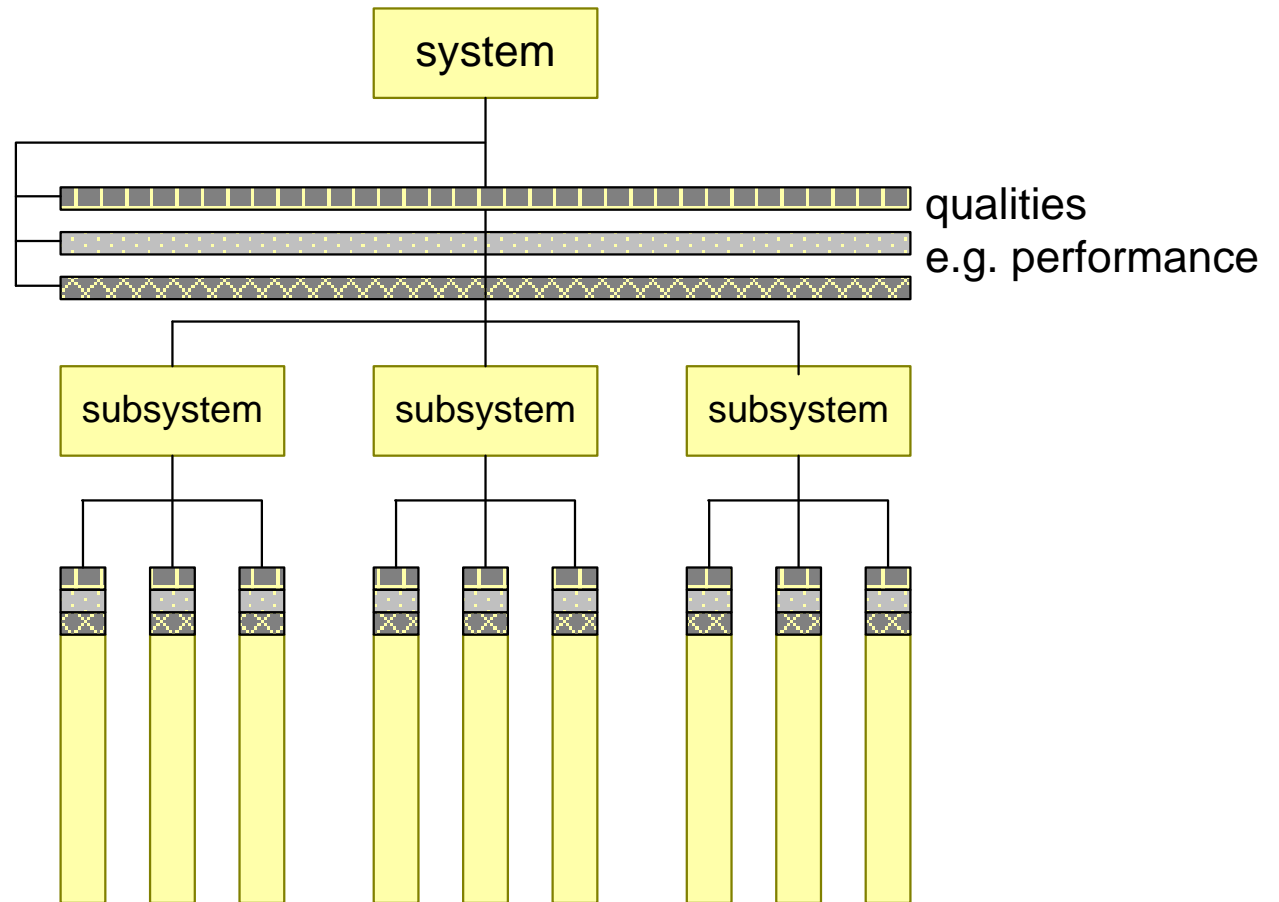 system
qualities
e.g. performance
subsystem
subsystem
subsystem